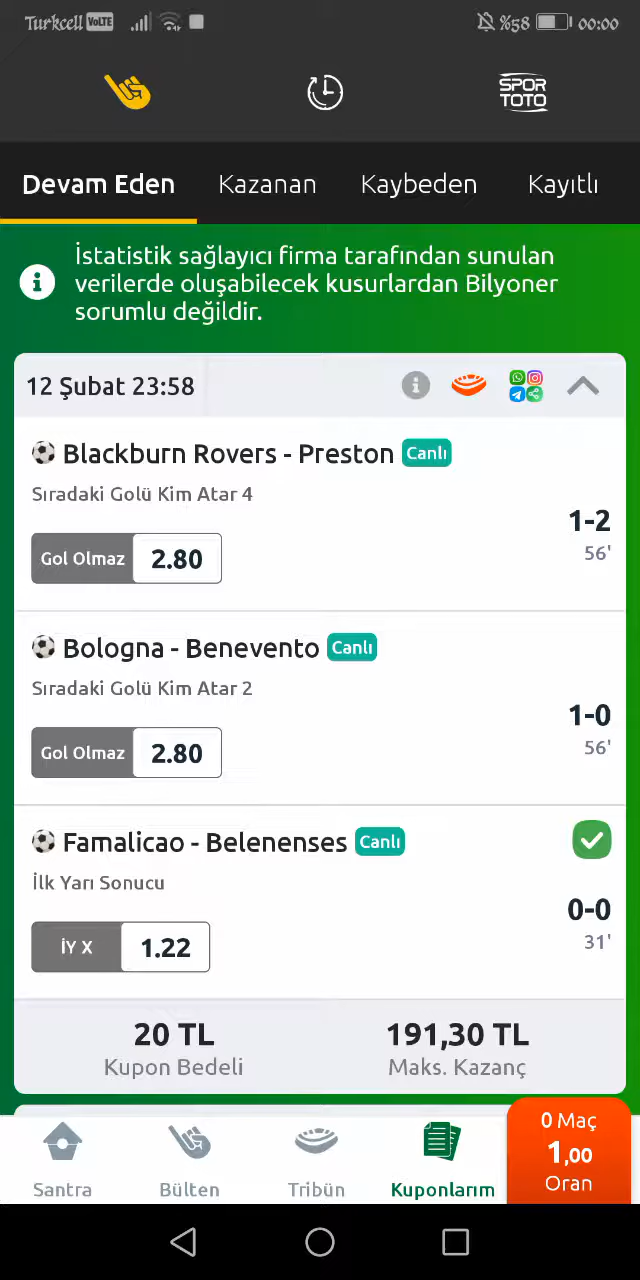 Turkcell VoLTE %58 00:00
SPOR
TOTO
Devam Eden Kazanan Kaybeden Kayıtlı
İstatistik sağlayıcı firma tarafından sunulan
verilerde oluşabilecek kusurlardan Bilyoner
sorumlu değildir.
12 Şubat 23:58
Blackburn Rovers - Preston Canlı
Sıradaki Golü Kim Atar 4
1-2
56'
Gol Olmaz 2.80
Bologna - Benevento Canlı
Sıradaki Golü Kim Atar 2
1-0
56'
Gol Olmaz 2.80
Famalicao - Belenenses Canlı
İlk Yarı Sonucu
0-0
31'
İY X 1.22
20 TL 191,30 TL
Kupon Bedeli Maks. Kazanç
0 Maç
1,00
Oran
Santra Bülten Tribün Kuponlarım